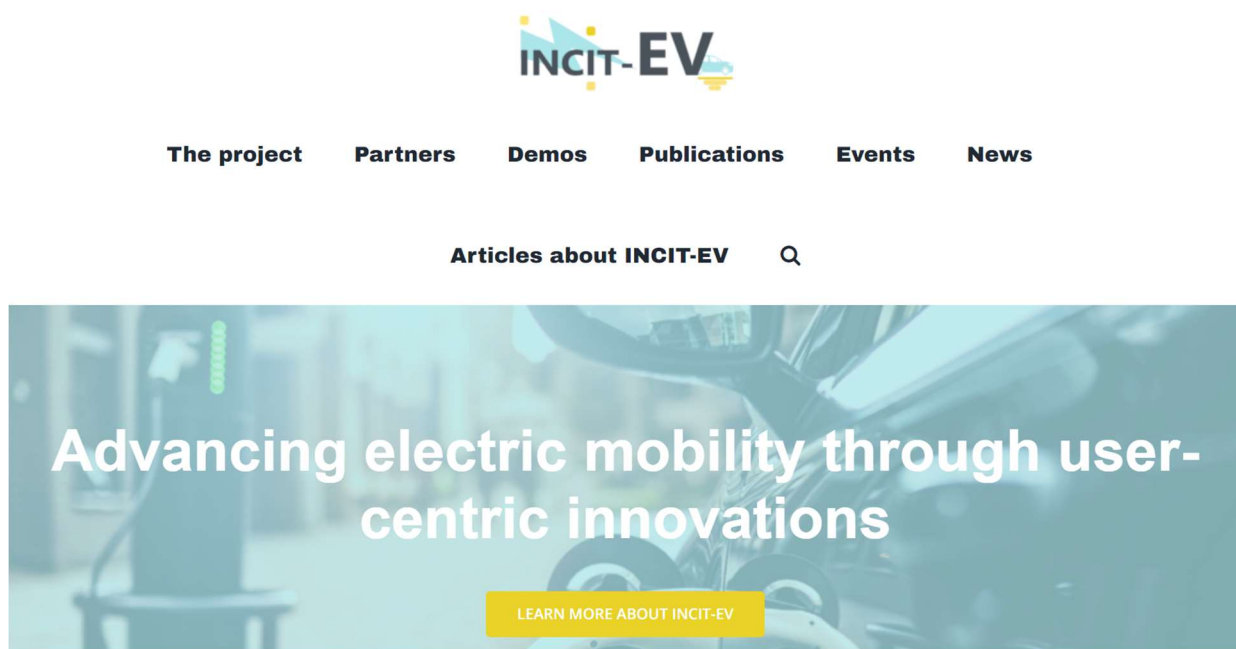 INCIT-EV
The project Partners Demos Publications Events News
Articles about INCIT-EV
Advancing electric mobility through user-
centric innovations
LEARN MORE ABOUT INCIT-EV